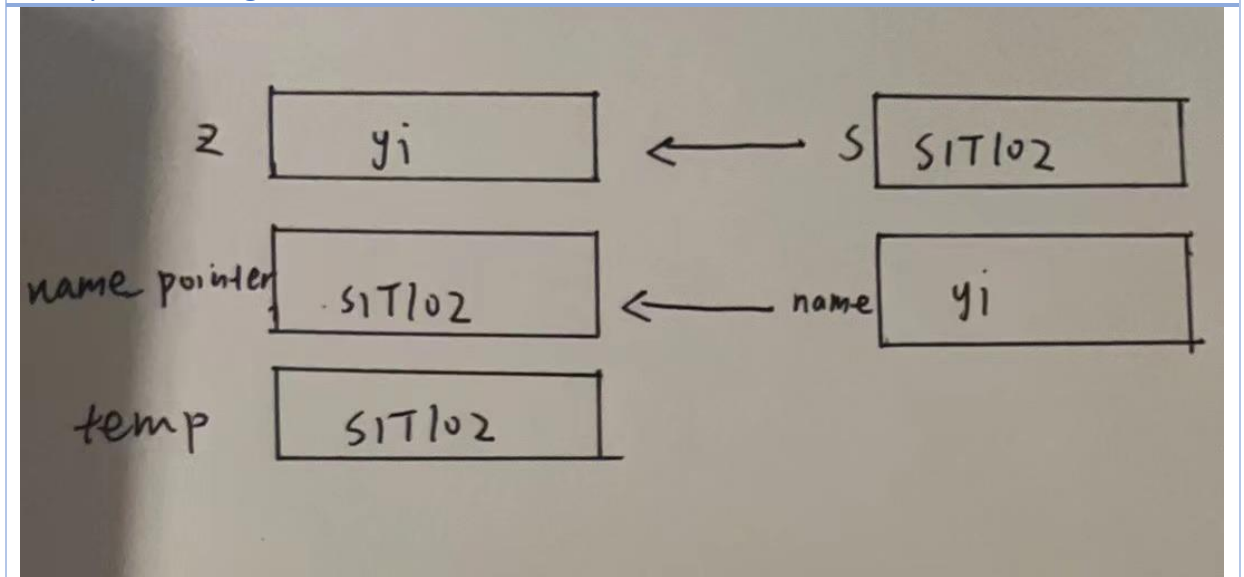 z yi ← s SIT102
name pointer SIT102 ← name yi
temp SIT102